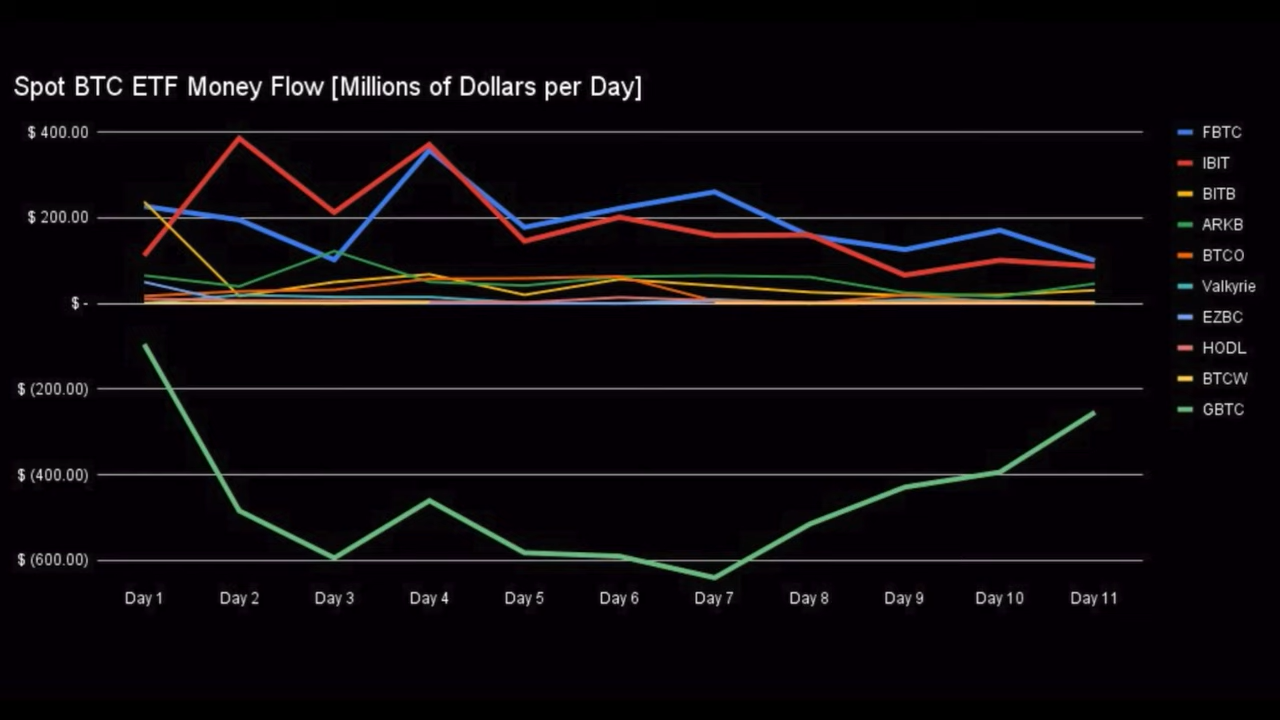 Spot BTC ETF Money Flow [Millions of Dollars per Day]
$ 400.00
$ 200.00
$ -
$ (200.00)
$ (400.00)
$ (600.00)
Day 1 Day 2 Day 3 Day 4 Day 5 Day 6 Day 7 Day 8 Day 9 Day 10 Day 11
FBTC
IBIT
BITB
ARKB
BTCO
Valkyrie
EZBC
HODL
BTCW
GBTC